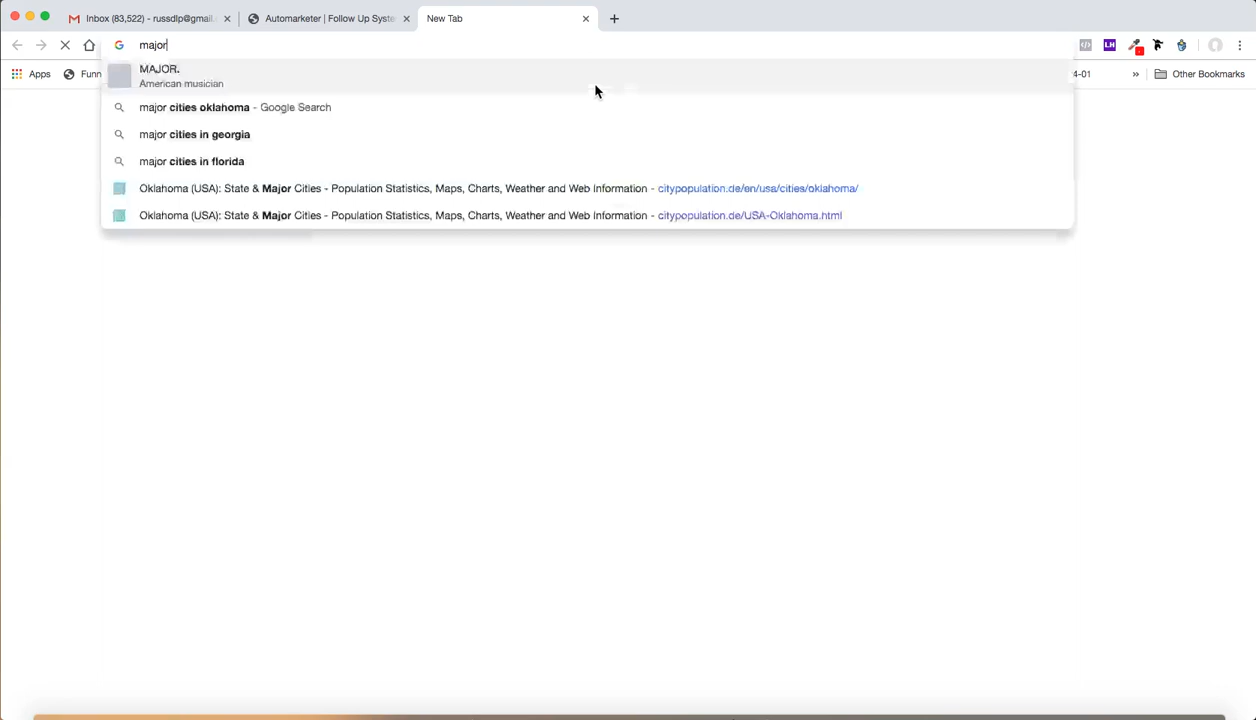 Inbox (83,522) - russdlp@gmail.
Automarketer | Follow Up Syste
New Tab
major
Apps
Funn
4-01
»
Other Bookmarks
MAJOR.
American musician
major cities oklahoma - Google Search
major cities in georgia
major cities in florida
Oklahoma (USA): State & Major Cities - Population Statistics, Maps, Charts, Weather and Web Information - citypopulation.de/en/usa/cities/oklahoma/
Oklahoma (USA): State & Major Cities - Population Statistics, Maps, Charts, Weather and Web Information - citypopulation.de/USA-Oklahoma.html